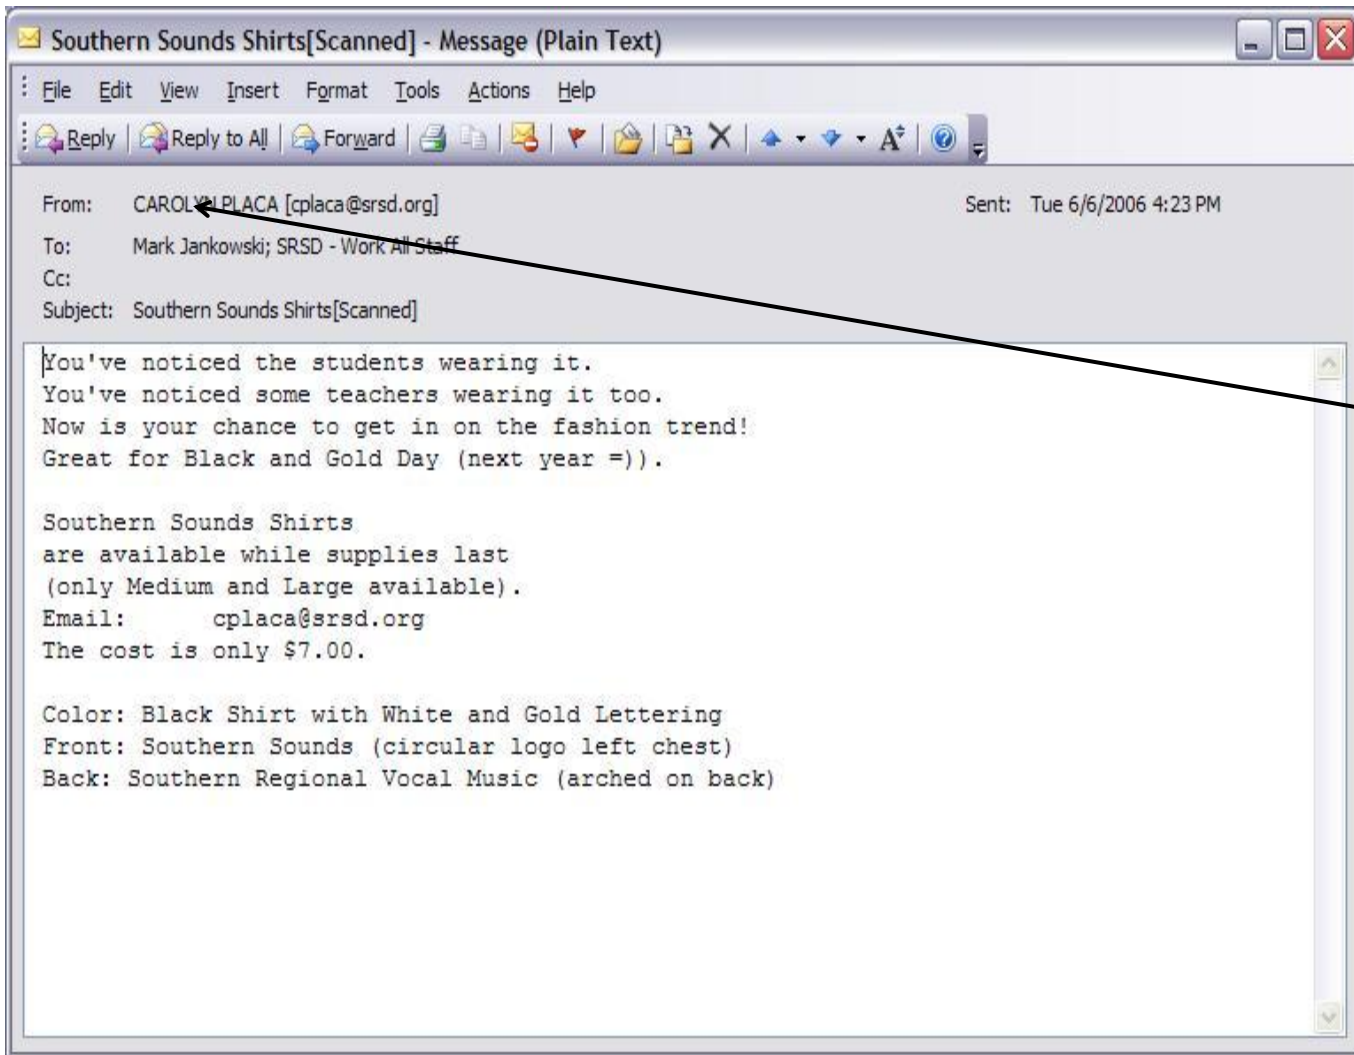 Southern Sounds Shirts[Scanned] - Message (Plain Text)
File Edit View Insert Format Tools Actions Help
Reply Reply to All Forward
From: CAROLYN PLACA [cplaca@srsd.org] Sent: Tue 6/6/2006 4:23 PM
To: Mark Jankowski; SRSD - Work All Staff
Cc:
Subject: Southern Sounds Shirts[Scanned]
You've noticed the students wearing it.
You've noticed some teachers wearing it too.
Now is your chance to get in on the fashion trend!
Great for Black and Gold Day (next year =)).
Southern Sounds Shirts
are available while supplies last
(only Medium and Large available).
Email: cplaca@srsd.org
The cost is only $7.00.
Color: Black Shirt with White and Gold Lettering
Front: Southern Sounds (circular logo left chest)
Back: Southern Regional Vocal Music (arched on back)